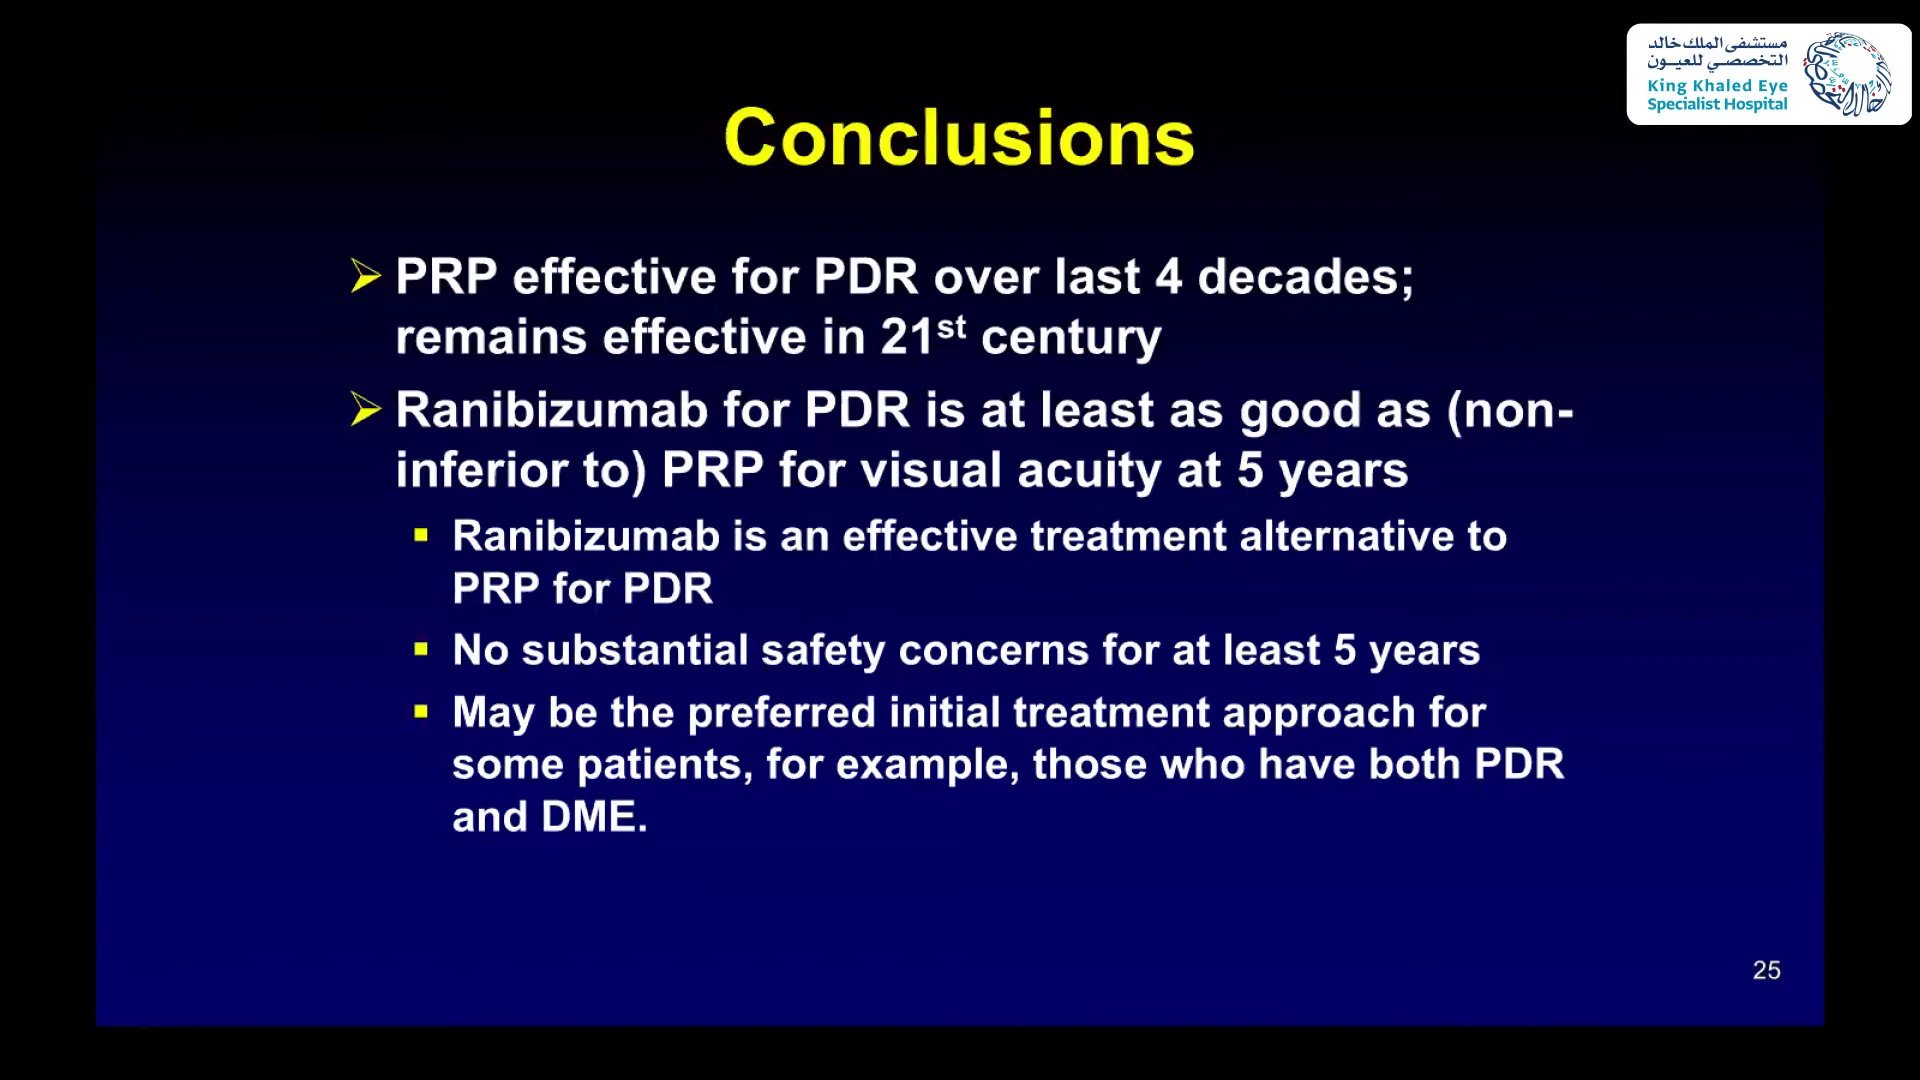 مستشفى الملك خالد
التخصصي للعيون
King Khaled Eye
Specialist Hospital
Conclusions
PRP effective for PDR over last 4 decades;
remains effective in 21st century
Ranibizumab for PDR is at least as good as (non-
inferior to) PRP for visual acuity at 5 years
Ranibizumab is an effective treatment alternative to
PRP for PDR
No substantial safety concerns for at least 5 years
May be the preferred initial treatment approach for
some patients, for example, those who have both PDR
and DME.
25